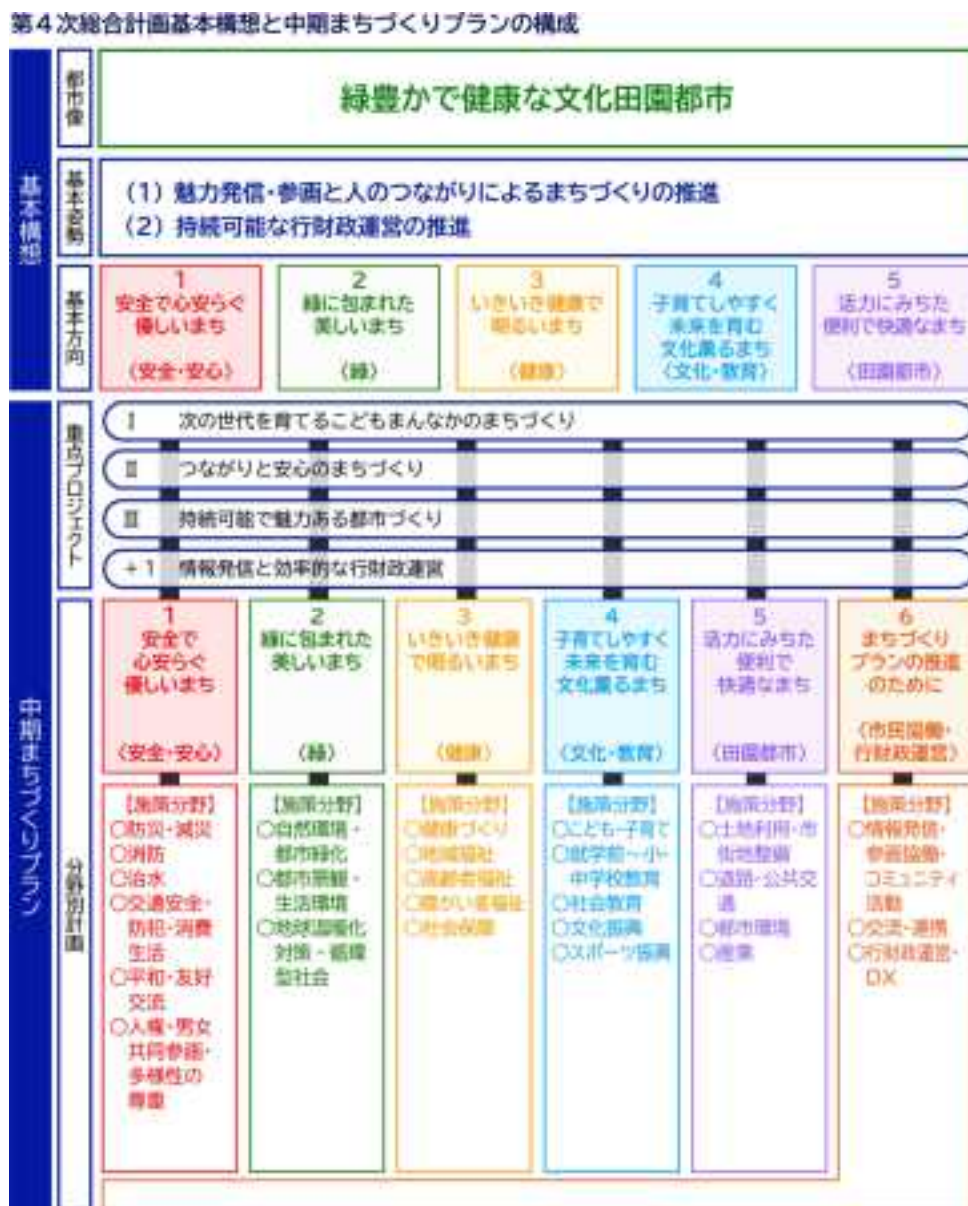 第4次総合計画基本構想と中期まちづくりプランの構成
基本構想
都市像
緑豊かで健康な文化田園都市
基本姿勢
(1) 魅力発信・参画と人のつながりによるまちづくりの推進
(2) 持続可能な行財政運営の推進
基本方向
1
安全で心安らぐ
優しいまち
〈安全・安心〉
2
緑に包まれた
美しいまち
〈緑〉
3
いきいき健康で
明るいまち
〈健康〉
4
子育てしやすく
未来を育む
文化薫るまち
〈文化・教育〉
5
活力にみちた
便利で快適なまち
〈田園都市〉
中期まちづくりプラン
重点プロジェクト
Ⅰ 次の世代を育てるこどもまんなかのまちづくり
Ⅱ つながりと安心のまちづくり
Ⅲ 持続可能で魅力ある都市づくり
+1 情報発信と効率的な行財政運営
分野別計画
1
安全で
心安らぐ
優しいまち
〈安全・安心〉
【施策分野】
○防災・減災
○消防
○治水
○交通安全・
防犯・消費
生活
○平和・友好
交流
○人権・男女
共同参画・
多様性の
尊重
2
緑に包まれた
美しいまち
〈緑〉
【施策分野】
○自然環境・
都市緑化
○都市景観・
生活環境
○地球温暖化
対策・循環
型社会
3
いきいき健康
で明るいまち
〈健康〉
【施策分野】
○健康づくり
○地域福祉
○高齢者福祉
○障がい者福祉
○社会保障
4
子育てしやすく
未来を育む
文化薫るまち
〈文化・教育〉
【施策分野】
○こども・子育て
○就学前～小・
中学校教育
○社会教育
○文化振興
○スポーツ振興
5
活力にみちた
便利で
快適なまち
〈田園都市〉
【施策分野】
○土地利用・市
街地整備
○道路・公共交
通
○都市環境
○産業
6
まちづくり
プランの推進
のために
〈市民協働・
行財政運営〉
【施策分野】
○情報発信・
参画協働・
コミュニティ
活動
○交流・連携
○行財政運営・
DX